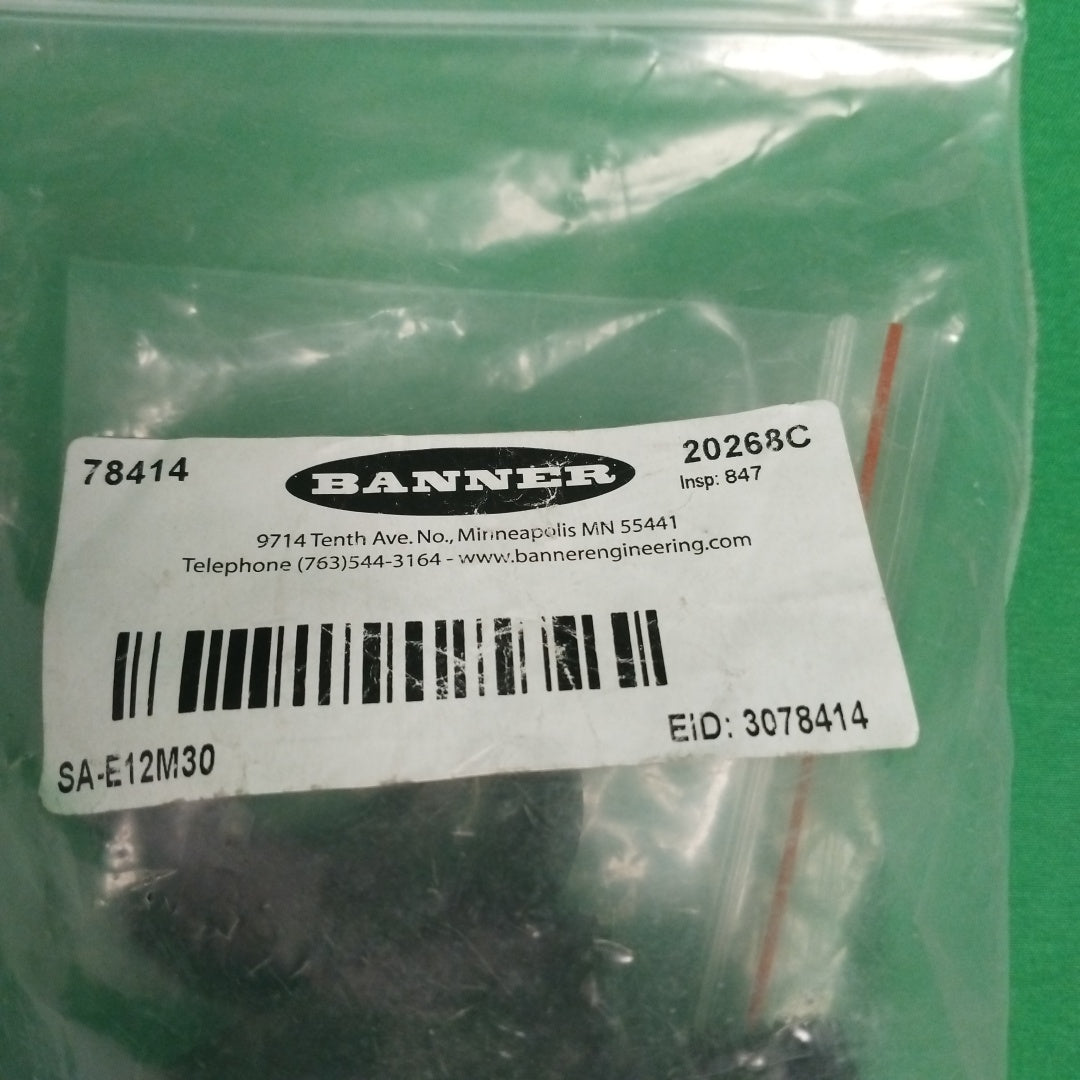 78414
BANNER
20268C
Insp: 847
9714 Tenth Ave. No., Minneapolis MN 55441
Telephone (763)544-3164 - www.bannerengineering.com
EID: 3078414
SA-E12M30